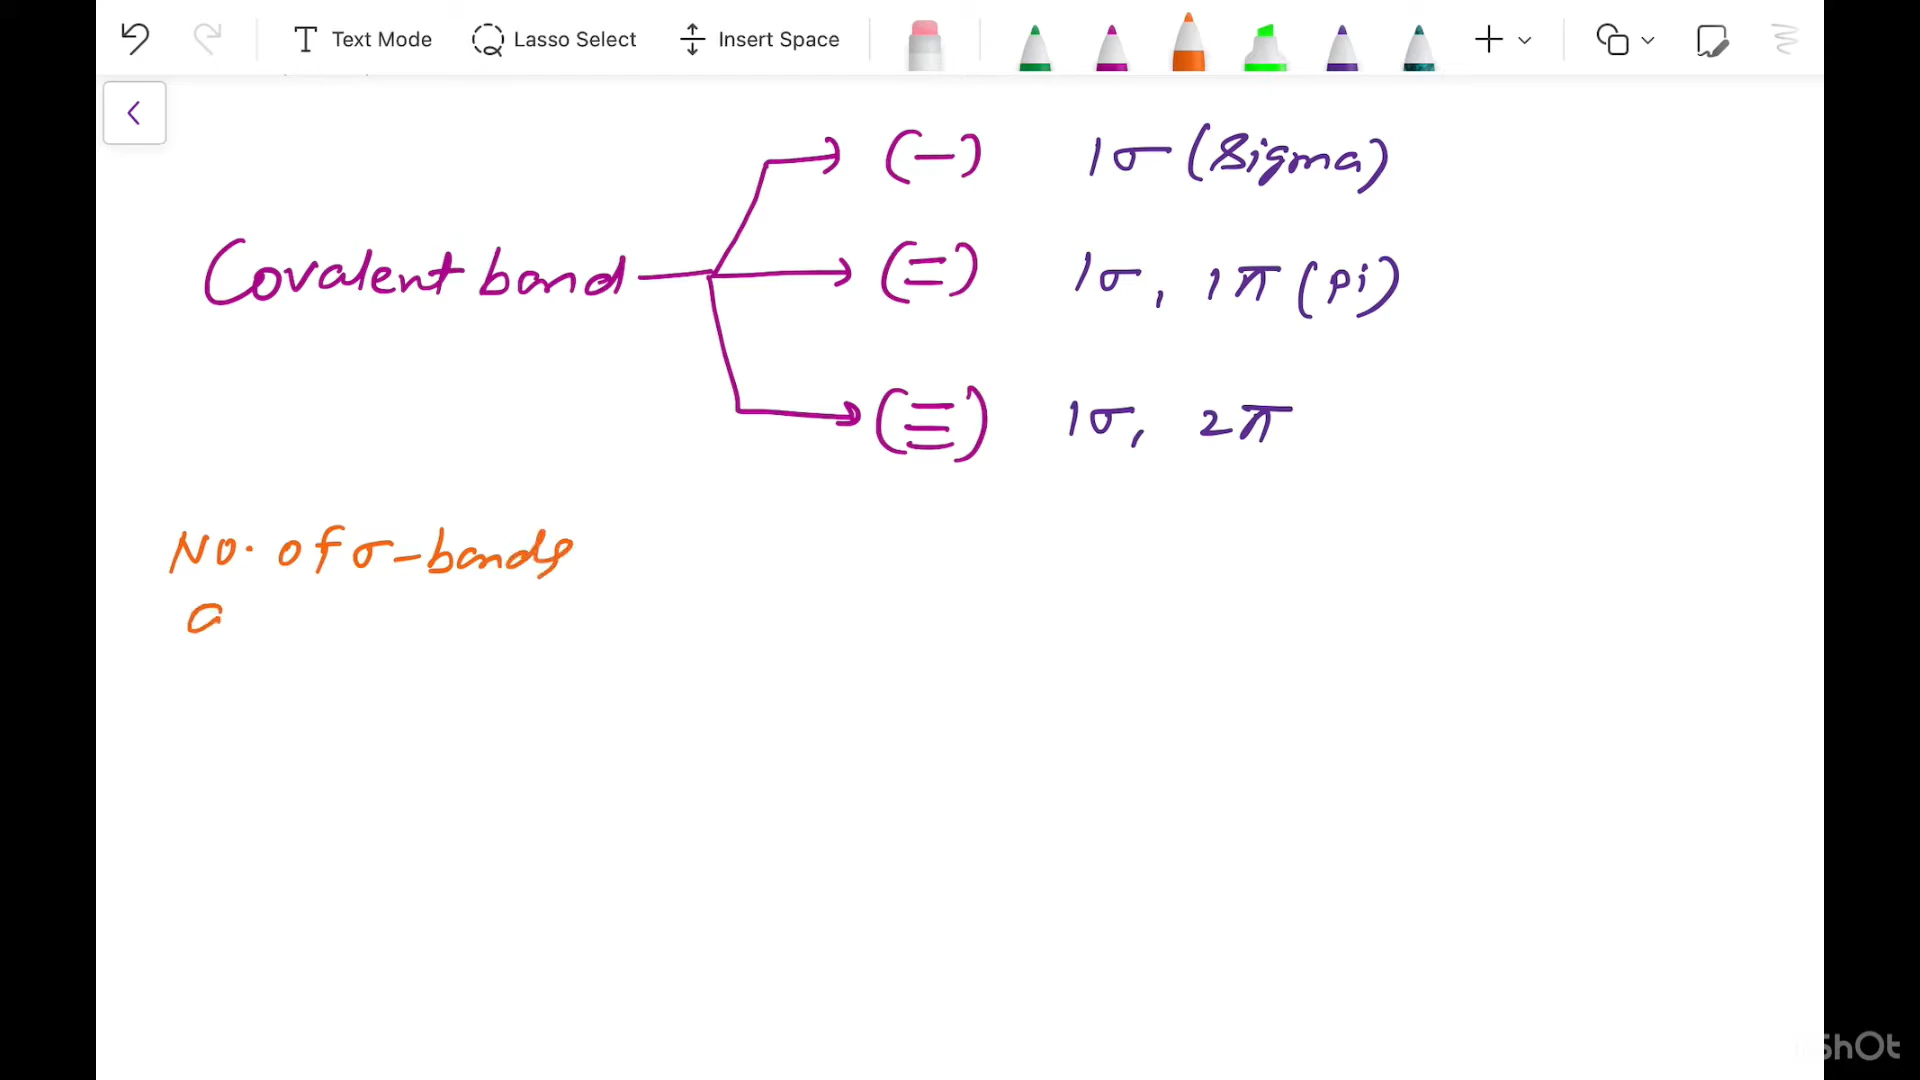 Text Mode Lasso Select Insert Space
(−) 1σ (Sigma)
Covalent bond (=) 1σ, 1π (pi)
(≡) 1σ, 2π
No. of σ-bonds
a